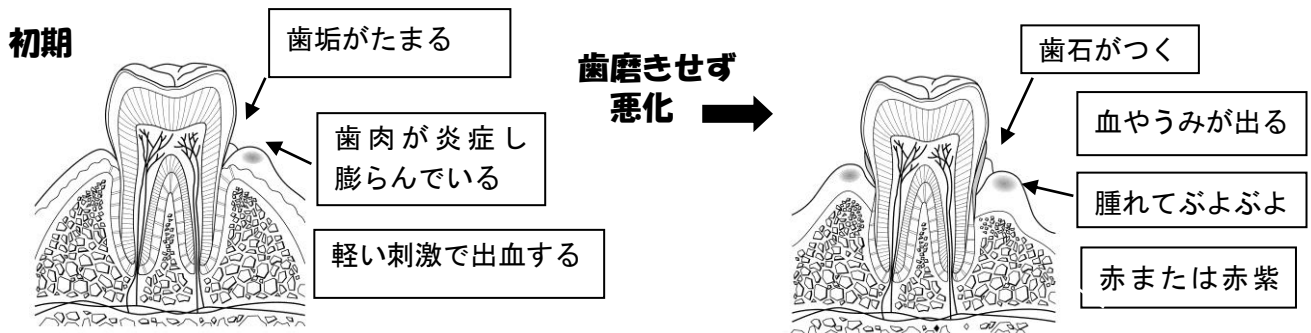 初期
歯垢がたまる
歯肉が炎症し
膨らんでいる
軽い刺激で出血する
歯磨きせず
悪化
歯石がつく
血やうみが出る
腫れてぶよぶよ
赤または赤紫